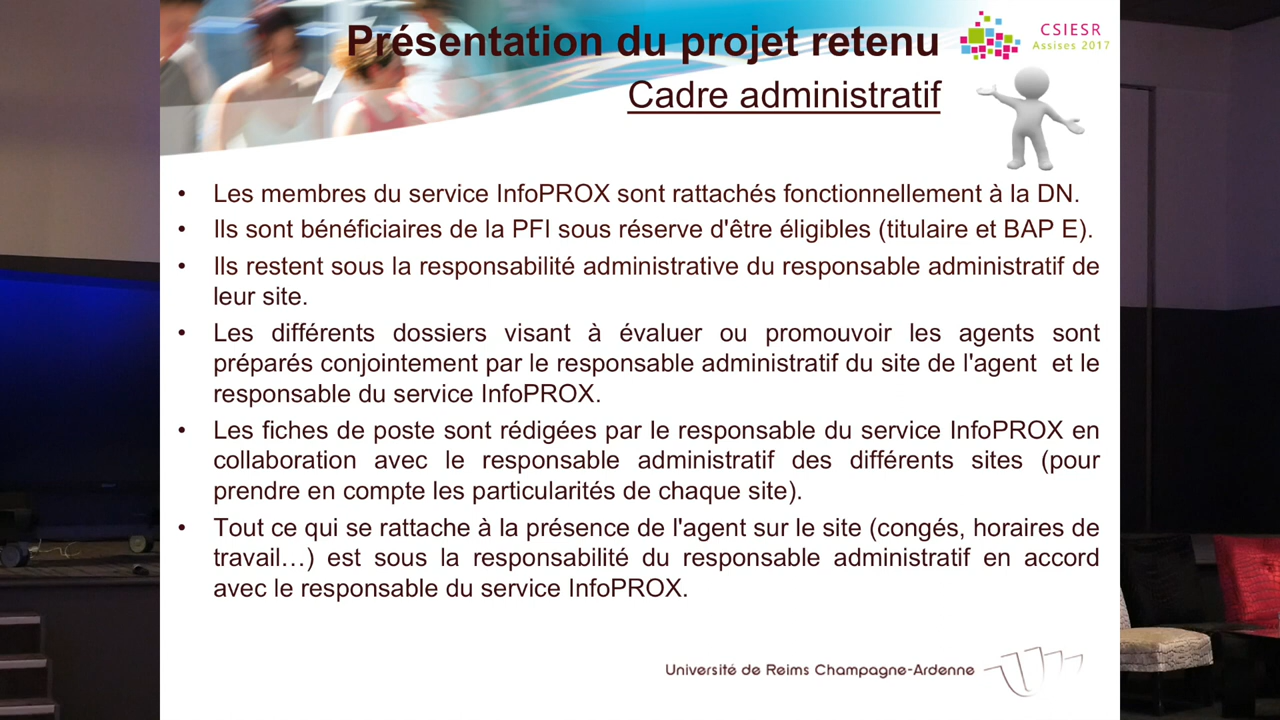 Présentation du projet retenu
Cadre administratif
CSIESR
Assises 2017
• Les membres du service InfoPROX sont rattachés fonctionnellement à la DN.
• Ils sont bénéficiaires de la PFI sous réserve d'être éligibles (titulaire et BAP E).
• Ils restent sous la responsabilité administrative du responsable administratif de
leur site.
• Les différents dossiers visant à évaluer ou promouvoir les agents sont
préparés conjointement par le responsable administratif du site de l'agent et le
responsable du service InfoPROX.
• Les fiches de poste sont rédigées par le responsable du service InfoPROX en
collaboration avec le responsable administratif des différents sites (pour
prendre en compte les particularités de chaque site).
• Tout ce qui se rattache à la présence de l'agent sur le site (congés, horaires de
travail…) est sous la responsabilité du responsable administratif en accord
avec le responsable du service InfoPROX.
Université de Reims Champagne-Ardenne